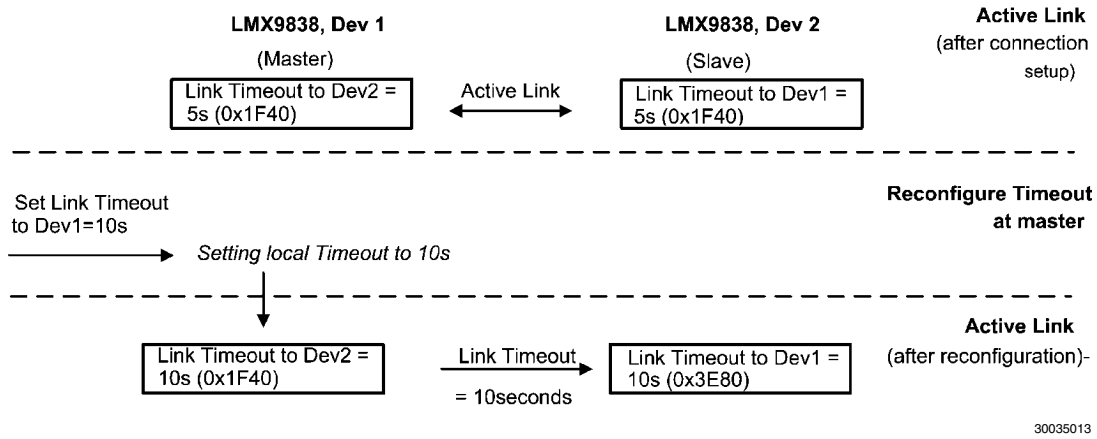 LMX9838, Dev 1
(Master)
Link Timeout to Dev2 =
5s (0x1F40)
Active Link
LMX9838, Dev 2
(Slave)
Link Timeout to Dev1 =
5s (0x1F40)
Active Link
(after connection
setup)
Set Link Timeout
to Dev1=10s
Setting local Timeout to 10s
Reconfigure Timeout
at master
Link Timeout to Dev2 =
10s (0x1F40)
Link Timeout
= 10seconds
Link Timeout to Dev1 =
10s (0x3E80)
Active Link
(after reconfiguration)-
30035013